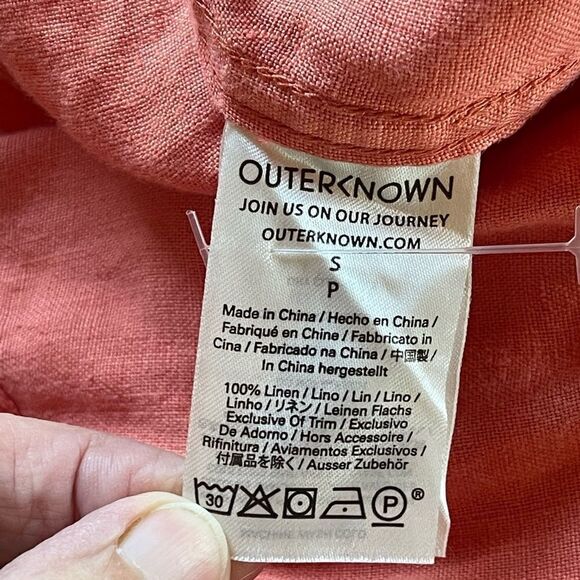 OUTERKNOWN
JOIN US ON OUR JOURNEY
OUTERKNOWN.COM
S
P
Made in China / Hecho en China /
Fabriqué en Chine / Fabbricato in
Cina / Fabricado na China / 中国製 /
In China hergestellt
100% Linen / Lino / Lin / Lino /
Linho / リネン / Leinen Flachs
Exclusive Of Trim / Exclusivo
De Adorno / Hors Accessoire /
Rifinitura / Aviamentos Exclusivos /
付属品を除く / Ausser Zubehör
30 P ®